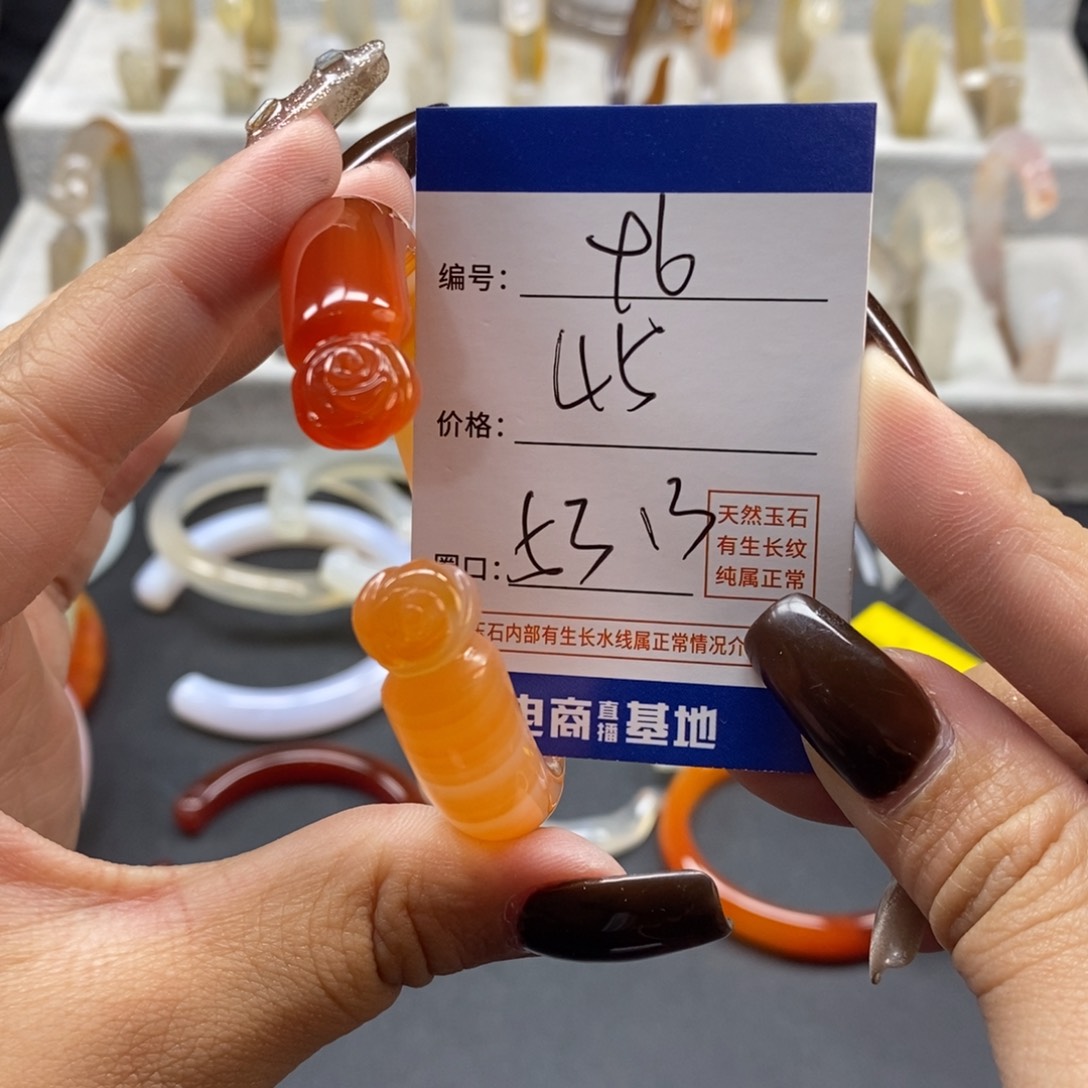 编号： 46
价格： 45
圈口： 53 13
天然玉石
有生长纹
纯属正常
玉石内部有生长水线属正常情况介
电商直播基地